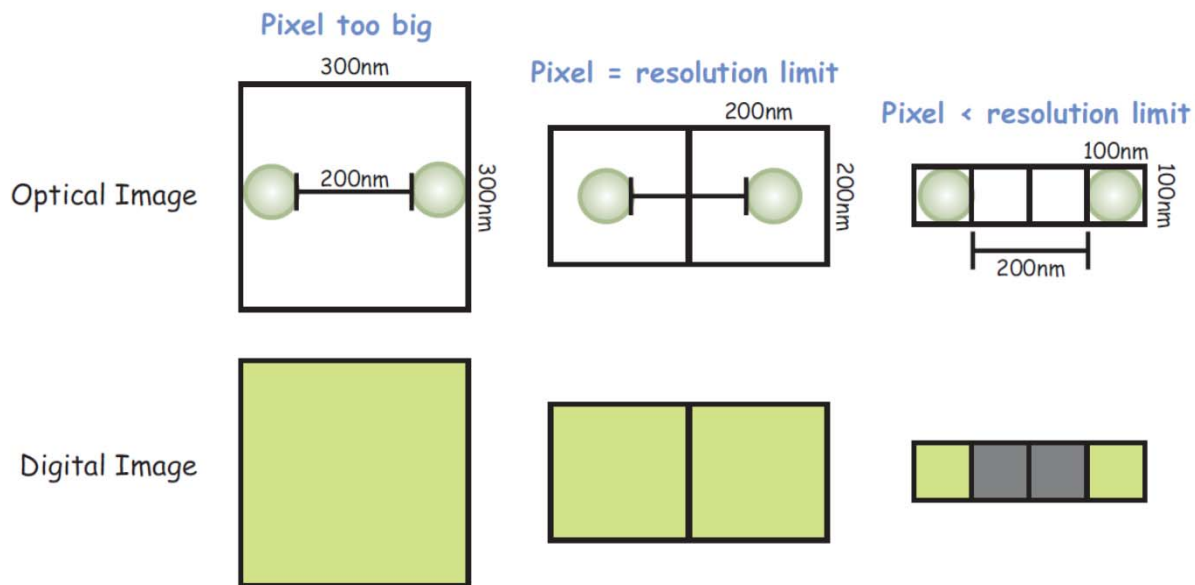 Pixel too big
300nm
200nm
300nm
Pixel = resolution limit
200nm
200nm
Pixel < resolution limit
100nm
100nm
200nm
Optical Image
Digital Image